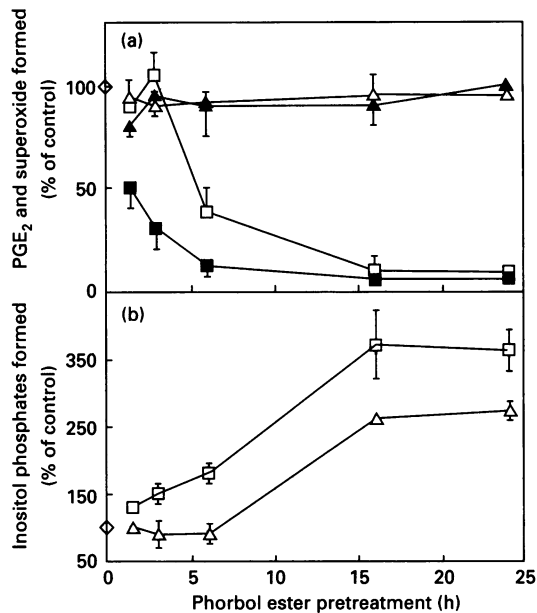 (a)
PGE2 and superoxide formed
(% of control)
100
50
0
(b)
Inositol phosphates formed
(% of control)
350
250
150
50
0
5
10
15
20
25
Phorbol ester pretreatment (h)